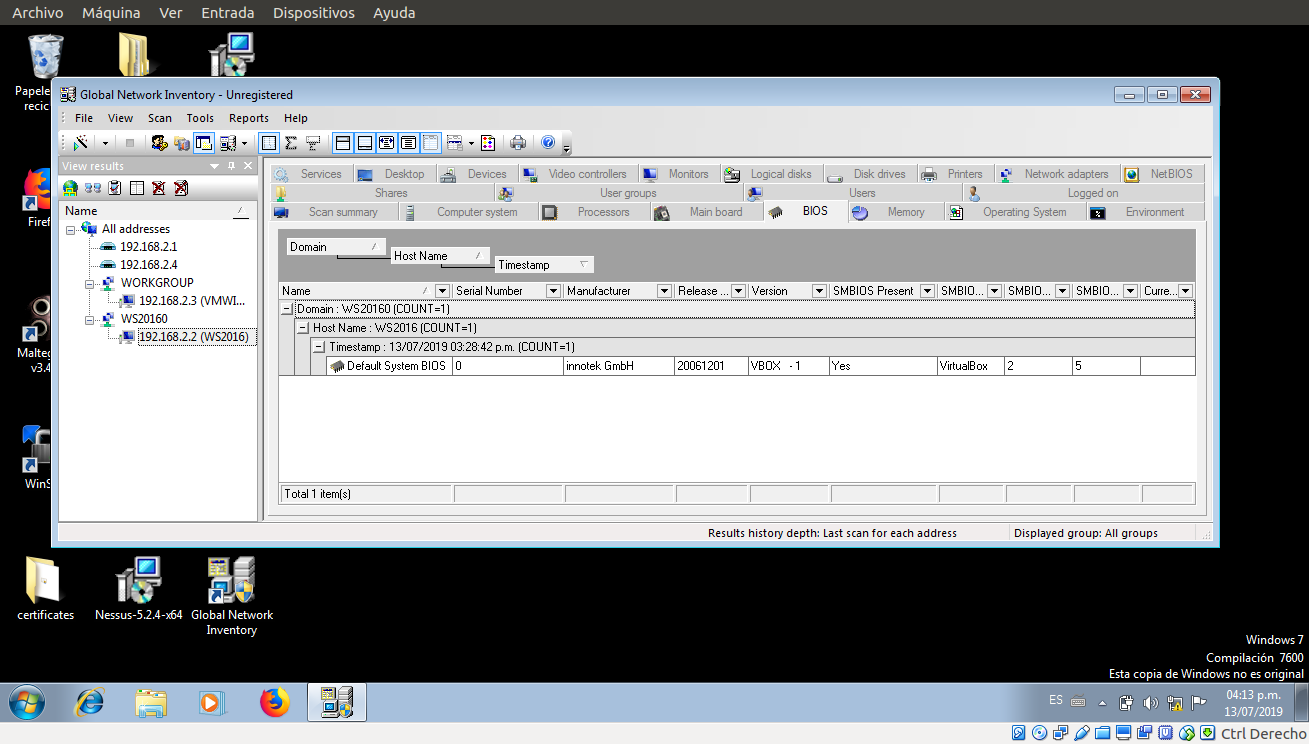 Archivo Máquina Ver Entrada Dispositivos Ayuda
Papele
recic
Global Network Inventory - Unregistered
File View Scan Tools Reports Help
View results
Name
All addresses
192.168.2.1
192.168.2.4
WORKGROUP
192.168.2.3 (VMWI...
WS20160
192.168.2.2 (WS2016)
Services Desktop Devices Video controllers Monitors Logical disks Disk drives Printers Network adapters NetBIOS
Shares User groups Users Logged on
Scan summary Computer system Processors Main board BIOS Memory Operating System Environment
Domain
Host Name
Timestamp
Name Serial Number Manufacturer Release ... Version SMBIOS Present SMBIO... SMBIO... SMBIO... Curre...
Domain : WS20160 (COUNT=1)
Host Name : WS2016 (COUNT=1)
Timestamp : 13/07/2019 03:28:42 p.m. (COUNT=1)
Default System BIOS 0 innotek GmbH 20061201 VBOX - 1 Yes VirtualBox 2 5
Total 1 item(s)
Results history depth: Last scan for each address Displayed group: All groups
Firef
Malteg
v3.4
WinS
certificates
Nessus-5.2.4-x64
Global Network
Inventory
Windows 7
Compilación 7600
Esta copia de Windows no es original
ES
04:13 p.m.
13/07/2019
Ctrl Derecho